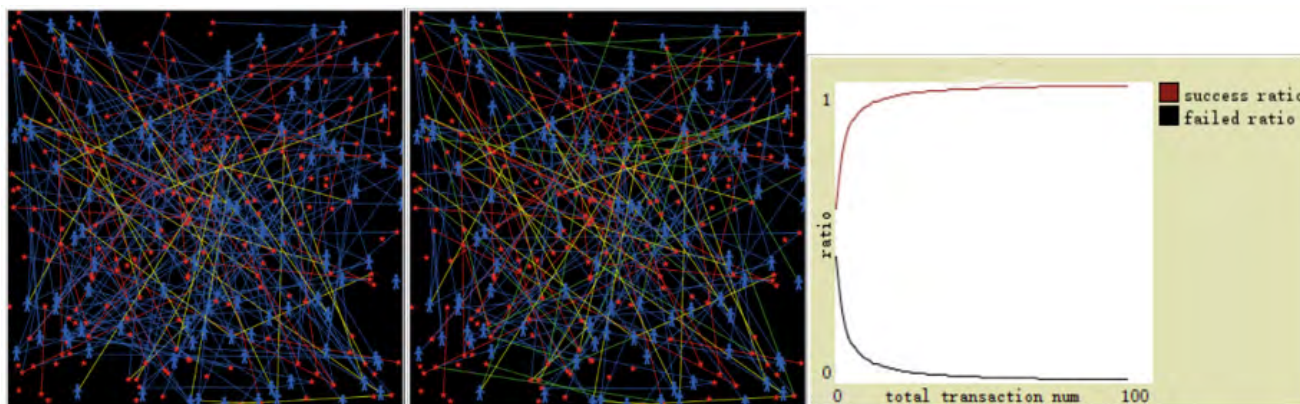 1
ratio
0
0 total transaction num 100
success ratio
failed ratio